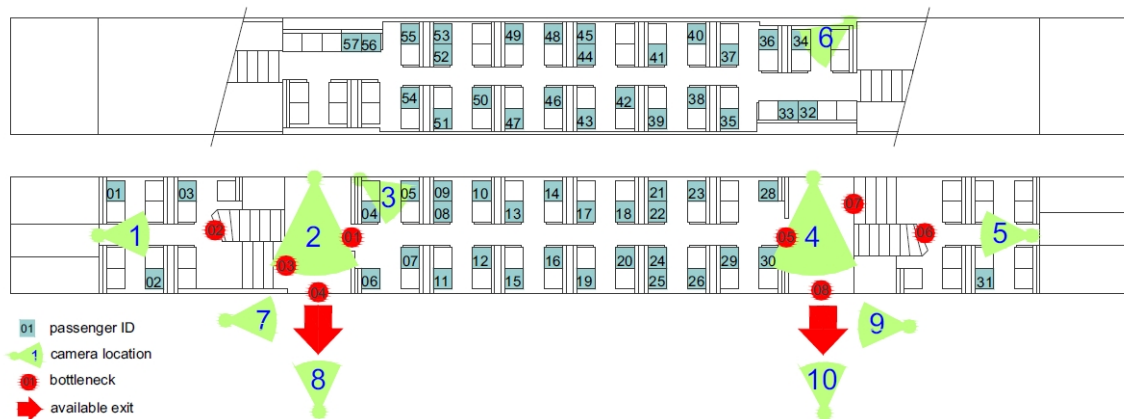 55 53 49 48 45 40 36 34 6
57 56 52 44 41 37
54 50 46 42 38 33 32
51 47 43 39 35
01 03 3 05 09 10 14 21 23 28 07
04 08 13 17 18 22
1 02 2 01 4 05 06 5
03 07 12 16 20 24 29 30
02 06 11 15 19 25 26 31
04 08
7 9
01 passenger ID
1 camera location
8 10
01 bottleneck
available exit